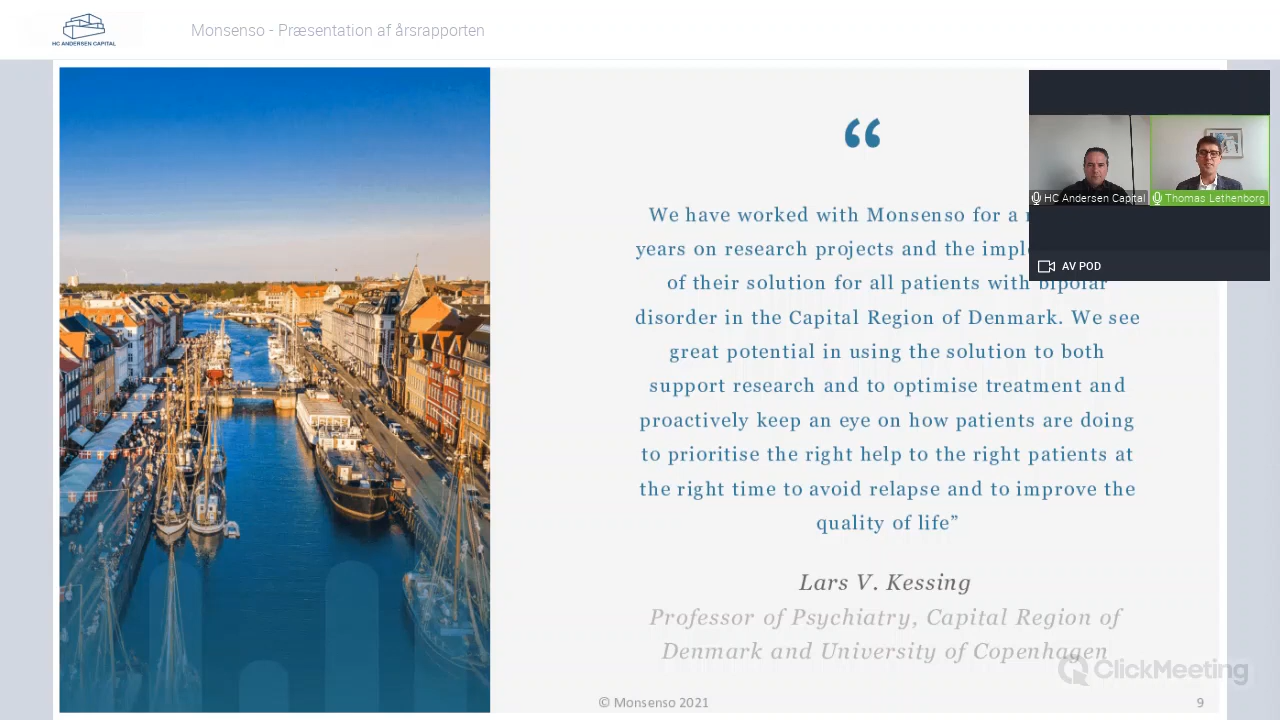 HC ANDERSEN CAPITAL
Monsenso - Præsentation af årsrapporten
“
We have worked with Monsenso for a
years on research projects and the
of their solution for all patients with bipolar
disorder in the Capital Region of Denmark. We see
great potential in using the solution to both
support research and to optimise treatment and
proactively keep an eye on how patients are doing
to prioritise the right help to the right patients at
the right time to avoid relapse and to improve the
quality of life”
Lars V. Kessing
Professor of Psychiatry, Capital Region of
Denmark and University of Copenhagen
HC Andersen Capital
Thomas Lethenborg
AV POD
ClickMeeting
© Monsenso 2021
9